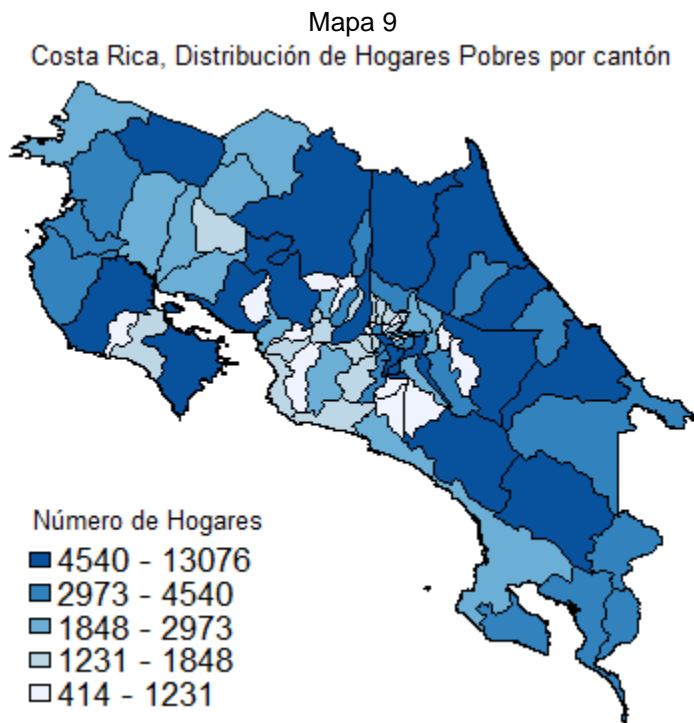 Mapa 9
Costa Rica, Distribución de Hogares Pobres por cantón
Número de Hogares
4540 - 13076
2973 - 4540
1848 - 2973
1231 - 1848
414 - 1231